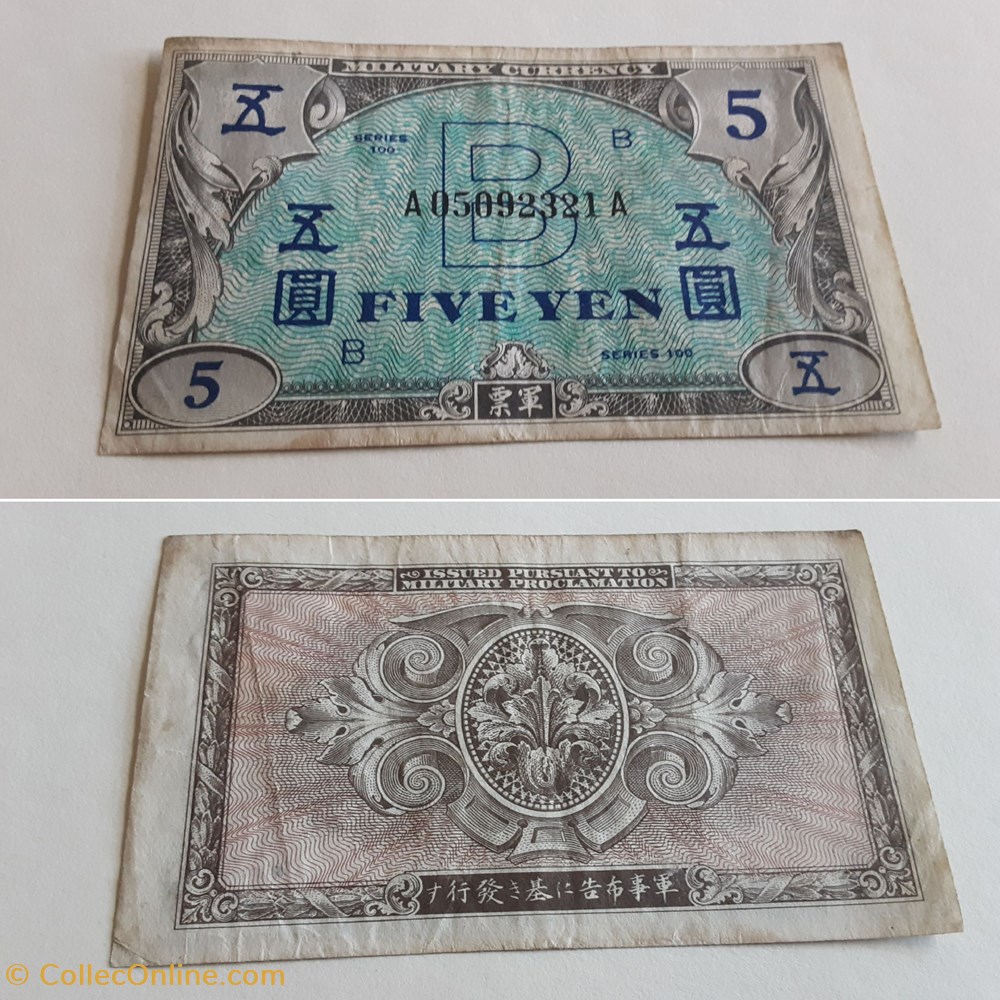 MILITARY CURRENCY
五
5
SERIES
100
B
B
A05092321A
五
圓
五
圓
FIVE YEN
B
SERIES 100
5
軍票
五
ISSUED PURSUANT TO
MILITARY PROCLAMATION
軍事布告に基き發行す
© CollecOnline.com